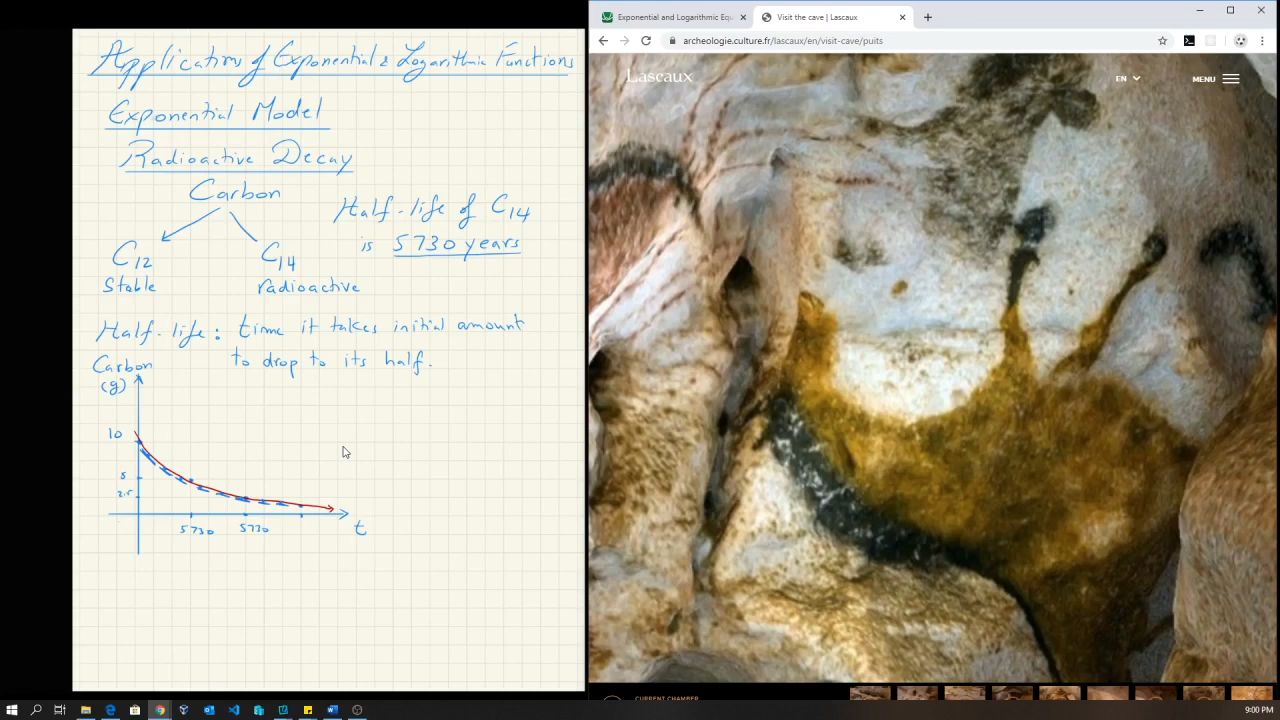 Application of Exponential & Logarithmic Functions
Exponential Model
Radioactive Decay
Carbon
Half-life of C14
is 5730 years
C12
C14
Stable
radioactive
Half-life: time it takes initial amount
to drop to its half.
Carbon
(g)
10
5
2.5
5730
5730
t
Exponential and Logarithmic Equ
Visit the cave | Lascaux
archeologie.culture.fr/lascaux/en/visit-cave/puits
Lascaux
EN
MENU
CURRENT CHAMBER
9:00 PM